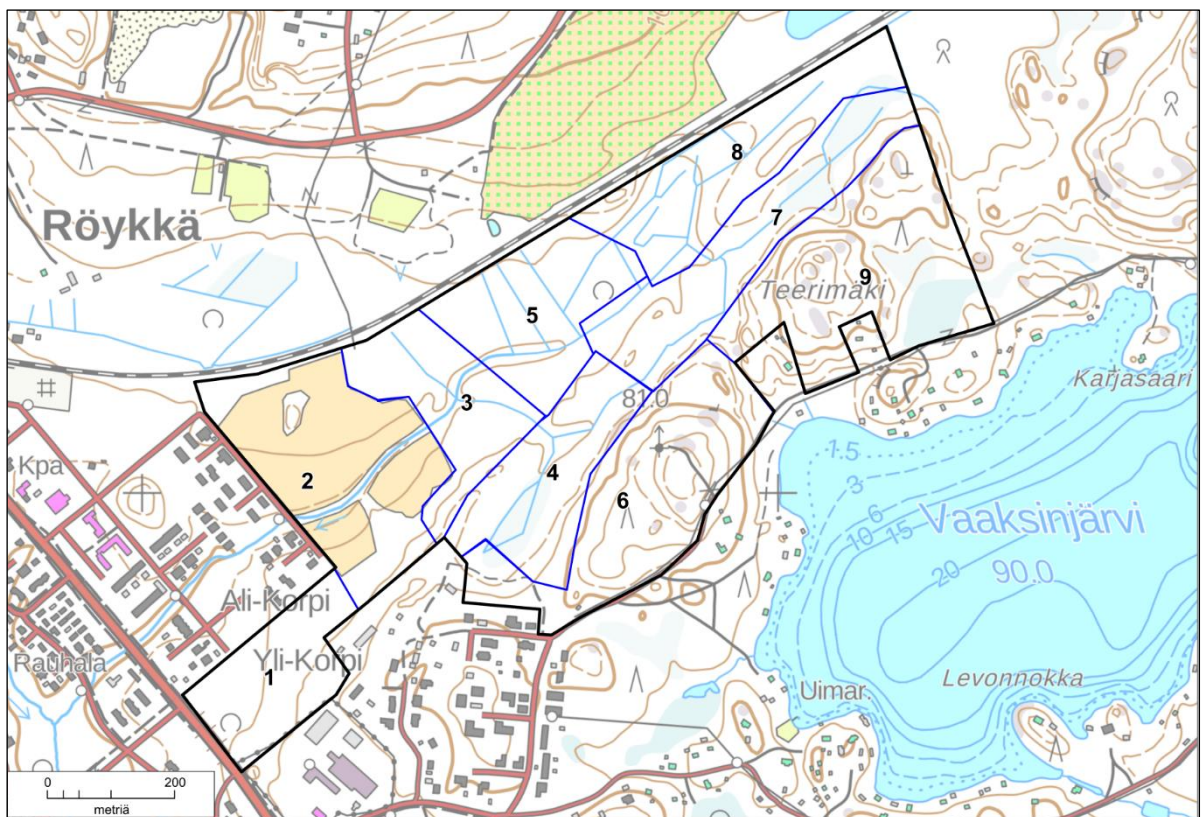 8
Röykkä
7
9
Teerimäki
5
Karjasaari
3
81.0
1.5
3
6
10
15
Kpa
4
2
6
Vaaksinjärvi
20
90.0
Ali-Korpi
Rauhala
Yli-Korpi
1
Uimar.
Levonnokka
0 200
metriä